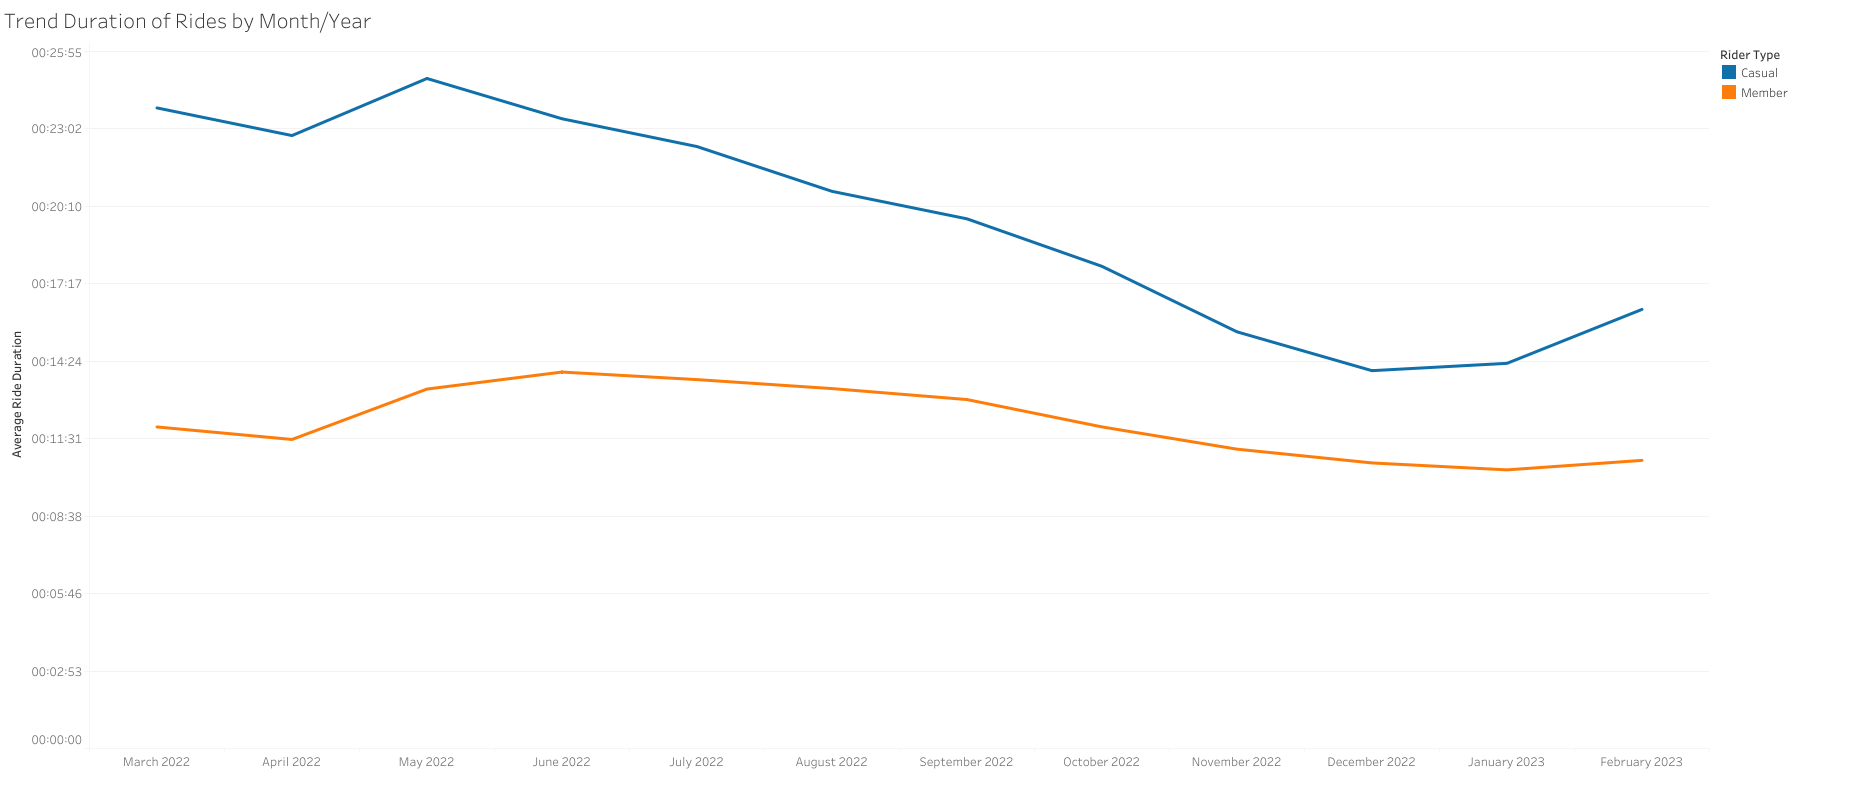 Trend Duration of Rides by Month/Year
00:25:55
00:23:02
00:20:10
00:17:17
00:14:24
00:11:31
00:08:38
00:05:46
00:02:53
00:00:00
Average Ride Duration
March 2022
April 2022
May 2022
June 2022
July 2022
August 2022
September 2022
October 2022
November 2022
December 2022
January 2023
February 2023
Rider Type
Casual
Member